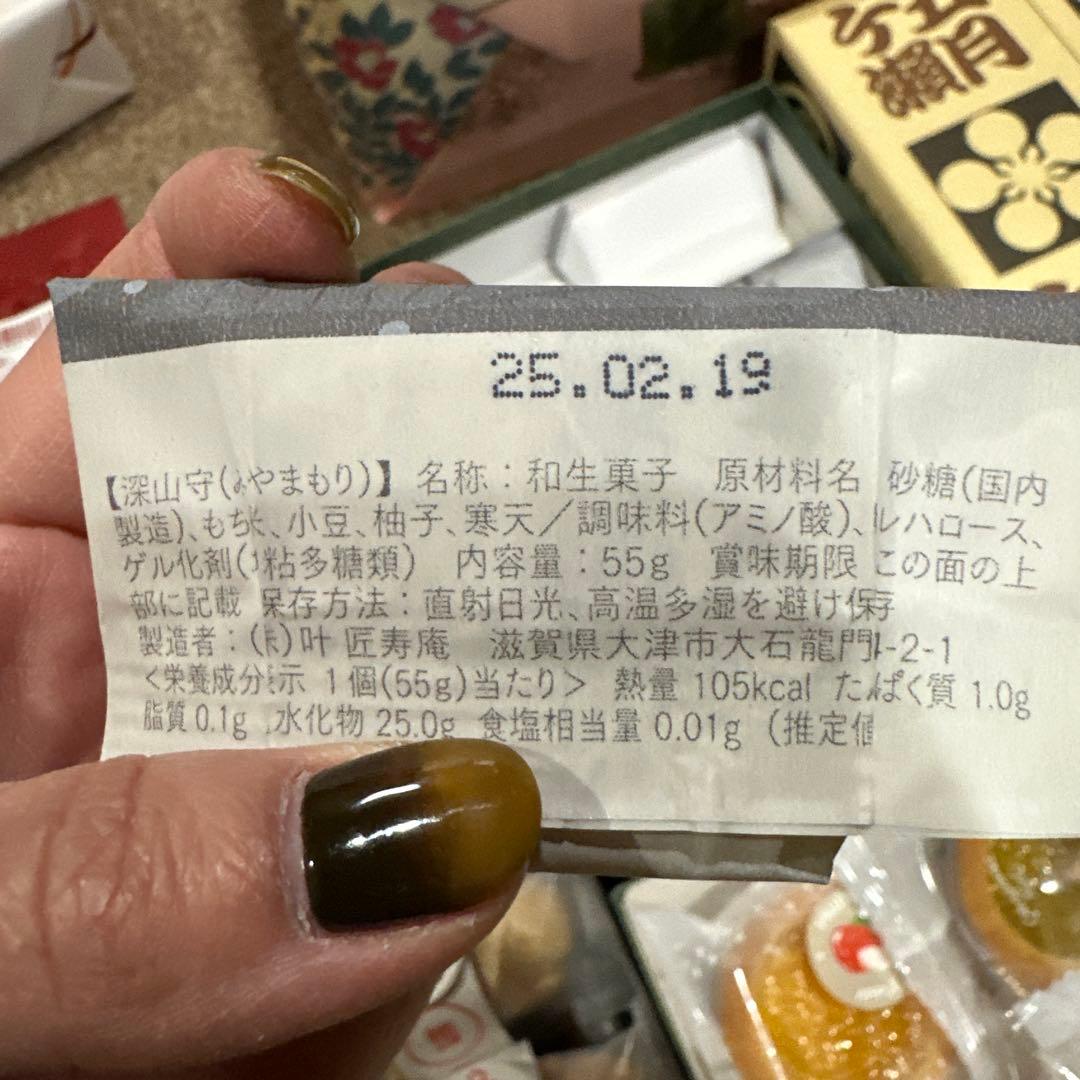 五月
ケ瀬
25.02.19
【深山守(みやまもり)】 名称：和生菓子 原材料名 砂糖(国内
製造)、もち米、小豆、柚子、寒天／調味料(アミノ酸)、レハロース、
ゲル化剤(粘多糖類) 内容量：55g 賞味期限 この面の上
部に記載 保存方法：直射日光、高温多湿を避け保存
製造者：(株)叶 匠寿庵 滋賀県大津市大石龍門4-2-1
<栄養成分表示 1個(55g)当たり> 熱量 105kcal たんぱく質 1.0g
脂質 0.1g 水化物 25.0g 食塩相当量 0.01g (推定値